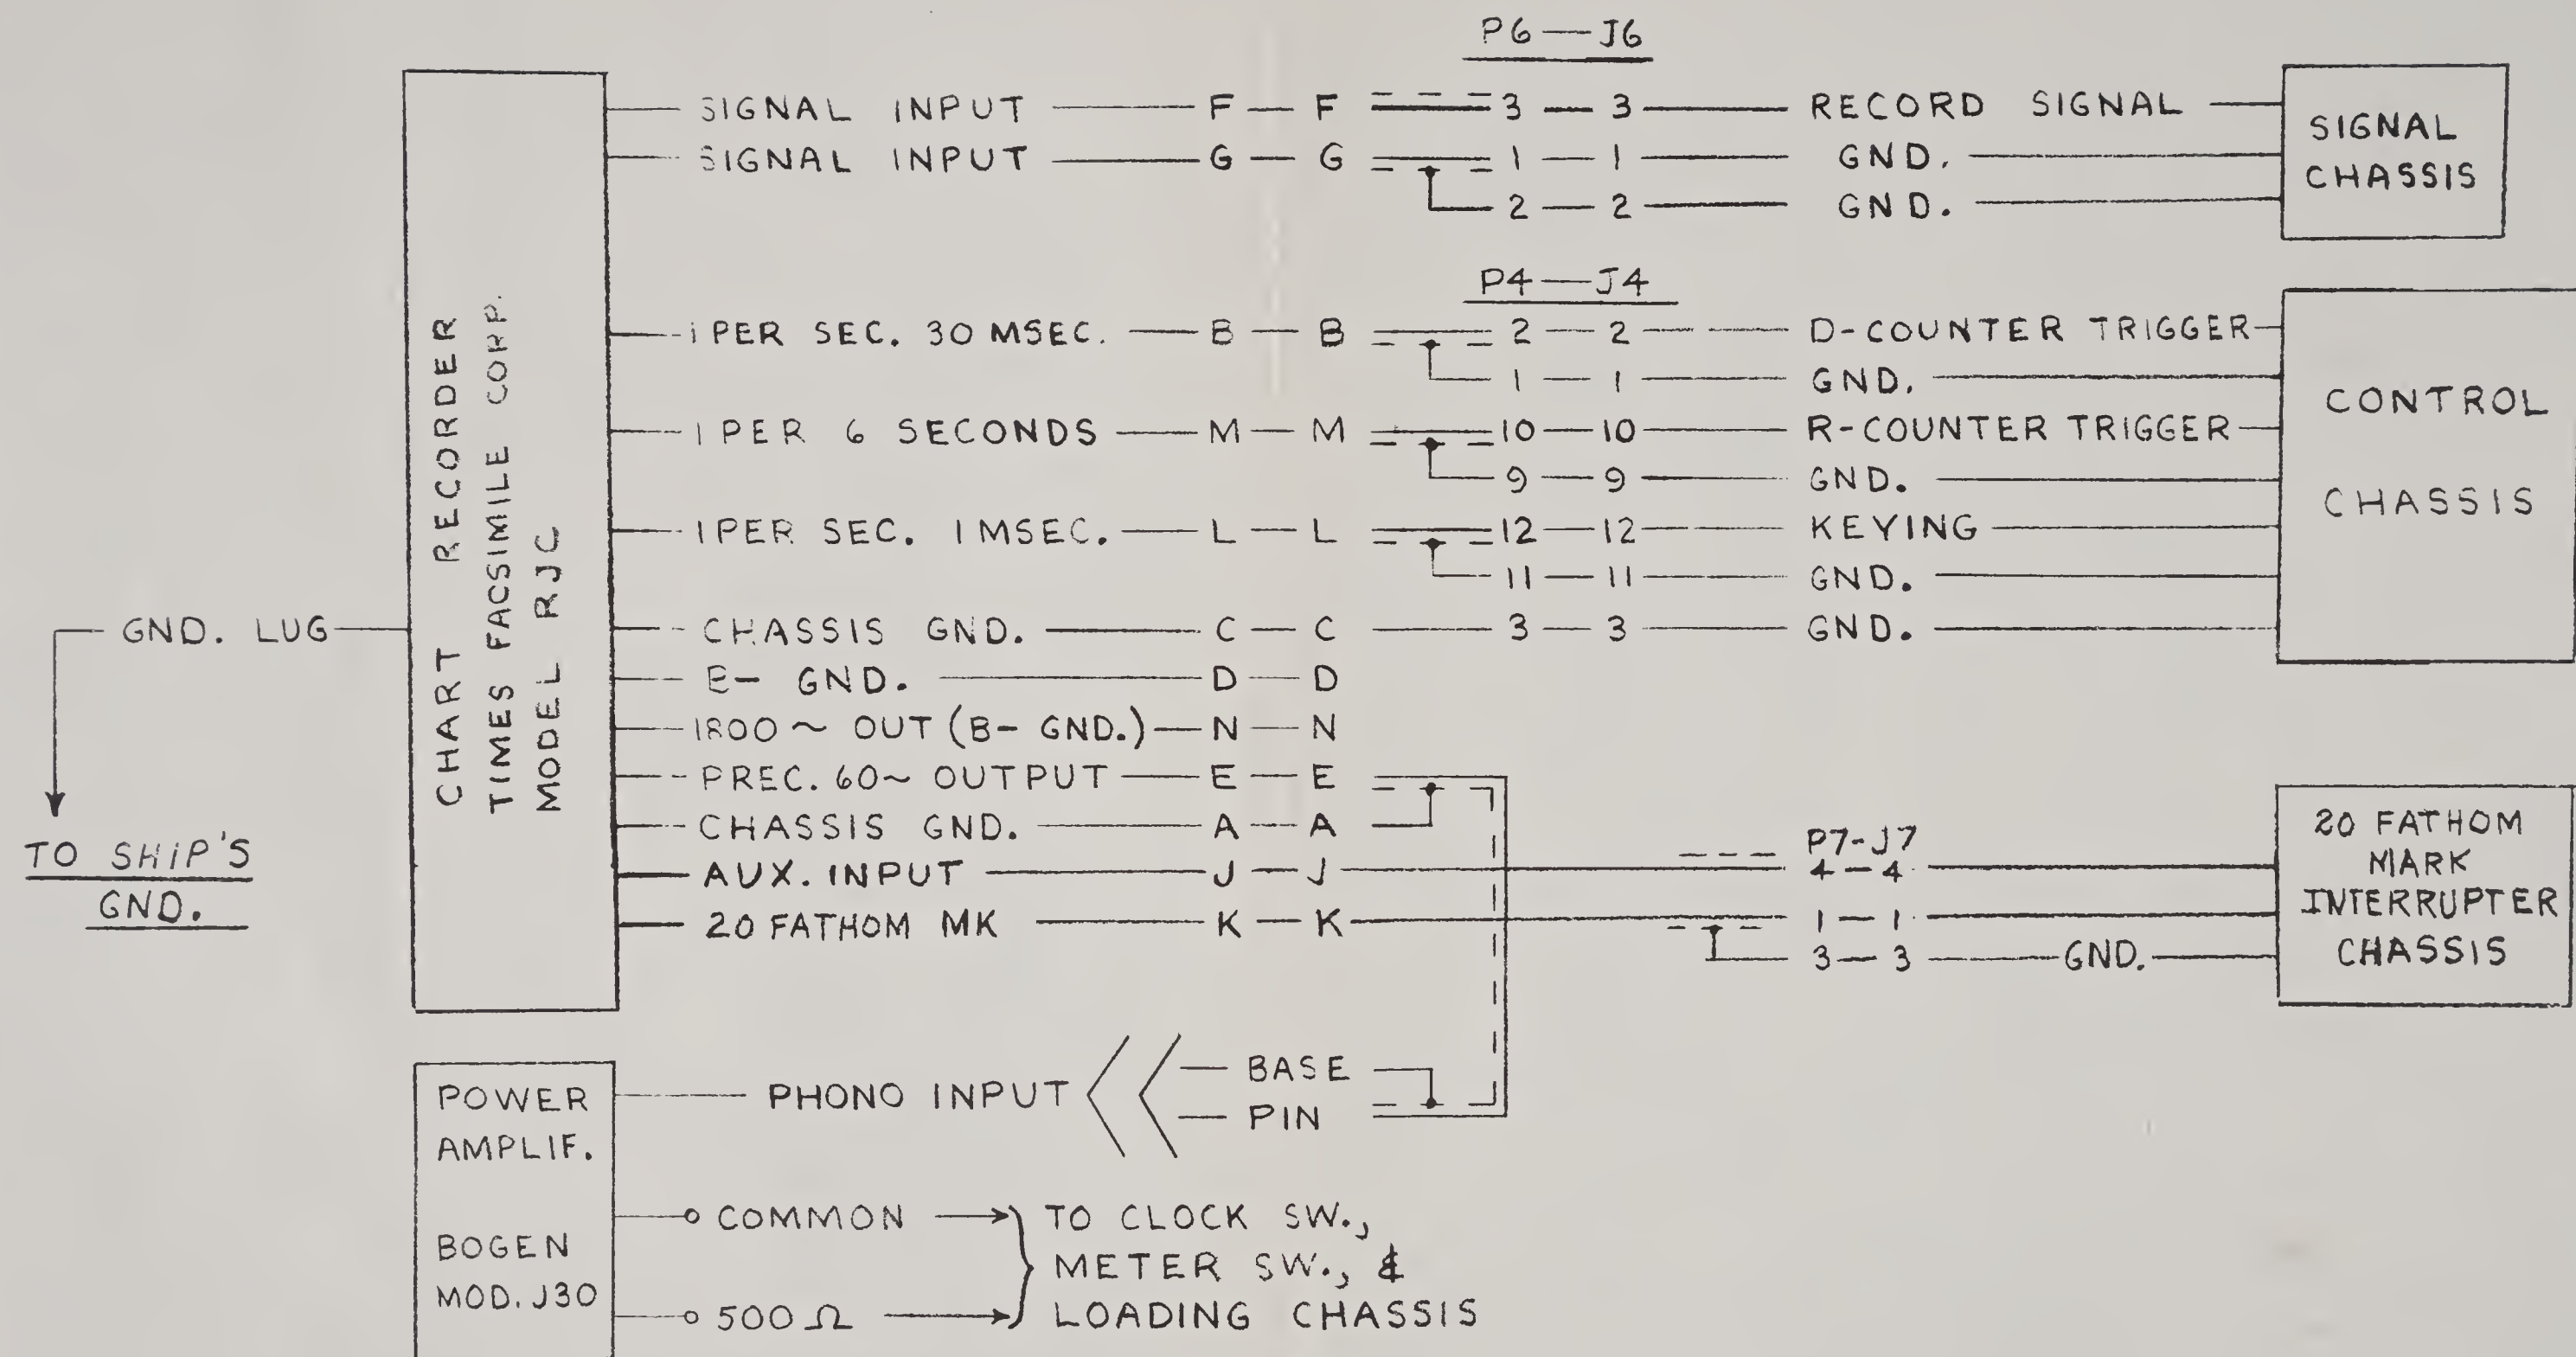 P6 — J6
SIGNAL INPUT — F — F 3 — 3 — RECORD SIGNAL
SIGNAL INPUT — G — G 1 — 1 — GND.
2 — 2 — GND.
SIGNAL
CHASSIS
P4 — J4
1 PER SEC. 30 MSEC. — B — B 2 — 2 — D-COUNTER TRIGGER
1 — 1 — GND.
1 PER 6 SECONDS — M — M 10 — 10 — R-COUNTER TRIGGER
9 — 9 — GND.
1 PER SEC. 1 MSEC. — L — L 12 — 12 — KEYING
11 — 11 — GND.
CHASSIS GND. — C — C — 3 — 3 — GND.
B- GND. — D — D
1800 ~ OUT (B- GND.) — N — N
PREC. 60~ OUTPUT — E — E
CHASSIS GND. — A — A
AUX. INPUT — J — J
20 FATHOM MK — K — K
CONTROL
CHASSIS
CHART RECORDER
TIMES FACSIMILE CORP.
MODEL RJC
GND. LUG
TO SHIP'S
GND.
P7-J7
4 — 4
1 — 1
3 — 3 — GND.
20 FATHOM
MARK
INTERRUPTER
CHASSIS
POWER
AMPLIF.
BOGEN
MOD. J30
PHONO INPUT
BASE
PIN
COMMON
500 Ω
TO CLOCK SW.,
METER SW., &
LOADING CHASSIS